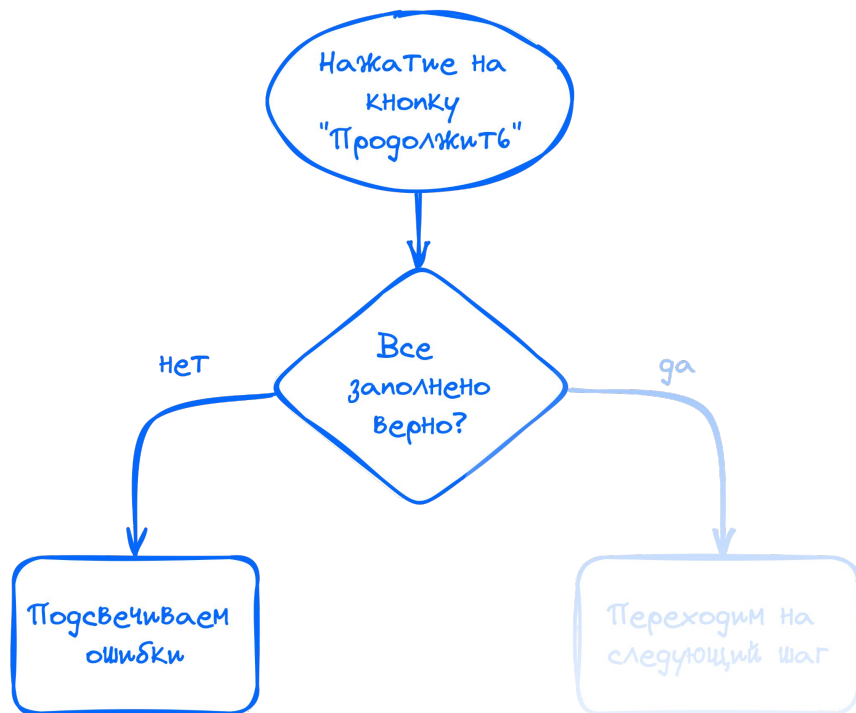 Нажатие на
кнопку
"Продолжить"
Все
заполнено
верно?
нет
да
Подсвечиваем
ошибки
Переходим на
следующий шаг